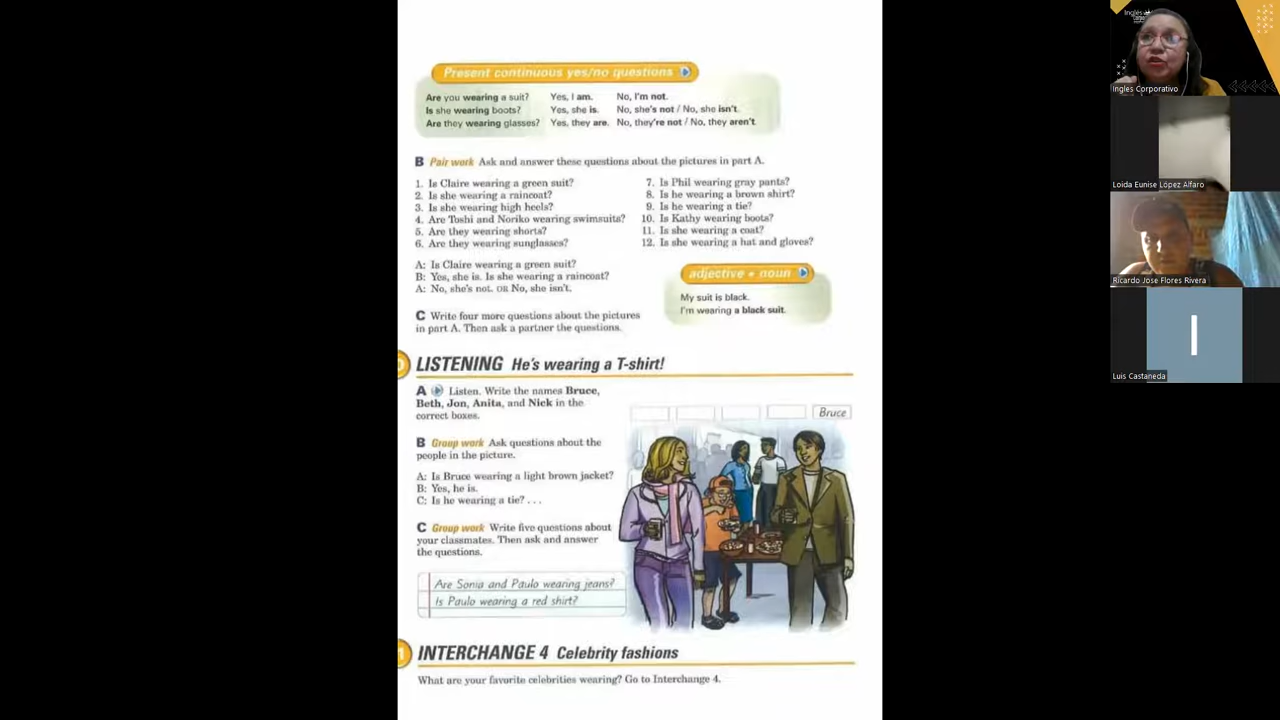 Present continuous yes/no questions
Are you wearing a suit? Yes, I am. No, I'm not.
Is she wearing boots? Yes, she is. No, she's not / No, she isn't.
Are they wearing glasses? Yes, they are. No, they're not / No, they aren't.
B Pair work Ask and answer these questions about the pictures in part A.
1. Is Claire wearing a green suit?
2. Is she wearing a raincoat?
3. Is she wearing high heels?
4. Are Toshi and Noriko wearing swimsuits?
5. Are they wearing shorts?
6. Are they wearing sunglasses?
7. Is Phil wearing gray pants?
8. Is he wearing a brown shirt?
9. Is he wearing a tie?
10. Is Kathy wearing boots?
11. Is she wearing a coat?
12. Is she wearing a hat and gloves?
A: Is Claire wearing a green suit?
B: Yes, she is. Is she wearing a raincoat?
A: No, she's not. OR No, she isn't.
adjective + noun
My suit is black.
I'm wearing a black suit.
C Write four more questions about the pictures
in part A. Then ask a partner the questions.
LISTENING He's wearing a T-shirt!
A Listen. Write the names Bruce,
Beth, Jon, Anita, and Nick in the
correct boxes.
Bruce
B Group work Ask questions about the
people in the picture.
A: Is Bruce wearing a light brown jacket?
B: Yes, he is.
C: Is he wearing a tie? . . .
C Group work Write five questions about
your classmates. Then ask and answer
the questions.
Are Sonia and Paulo wearing jeans?
Is Paulo wearing a red shirt?
INTERCHANGE 4 Celebrity fashions
What are your favorite celebrities wearing? Go to Interchange 4.
Inglés
Ingles Corporativo
Loida Eunise López Alfaro
Ricardo Jose Flores Rivera
I
Luis Castaneda